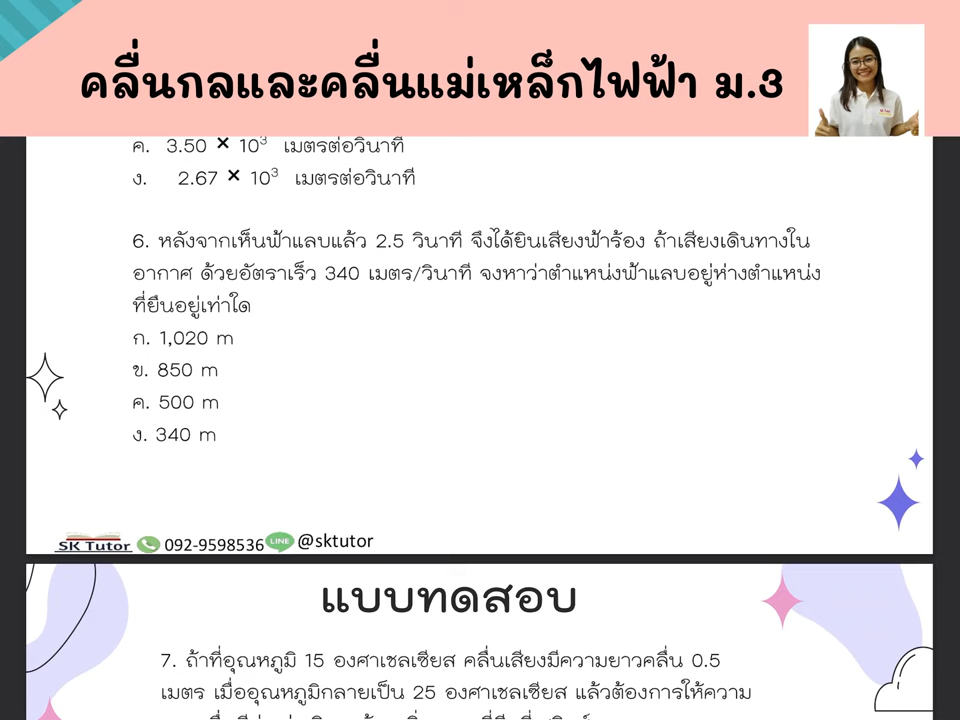 คลื่นกลและคลื่นแม่เหล็กไฟฟ้า ม.3
ค. 3.50 × 10³ เมตรต่อวินาที
ง. 2.67 × 10³ เมตรต่อวินาที
6. หลังจากเห็นฟ้าแลบแล้ว 2.5 วินาที จึงได้ยินเสียงฟ้าร้อง ถ้าเสียงเดินทางใน
อากาศ ด้วยอัตราเร็ว 340 เมตร/วินาที จงหาว่าตำแหน่งฟ้าแลบอยู่ห่างตำแหน่ง
ที่ยืนอยู่เท่าใด
ก. 1,020 m
ข. 850 m
ค. 500 m
ง. 340 m
SK Tutor 092-9598536 LINE @sktutor
แบบทดสอบ
7. ถ้าที่อุณหภูมิ 15 องศาเซลเซียส คลื่นเสียงมีความยาวคลื่น 0.5
เมตร เมื่ออุณหภูมิกลายเป็น 25 องศาเซลเซียส แล้วต้องการให้ความ